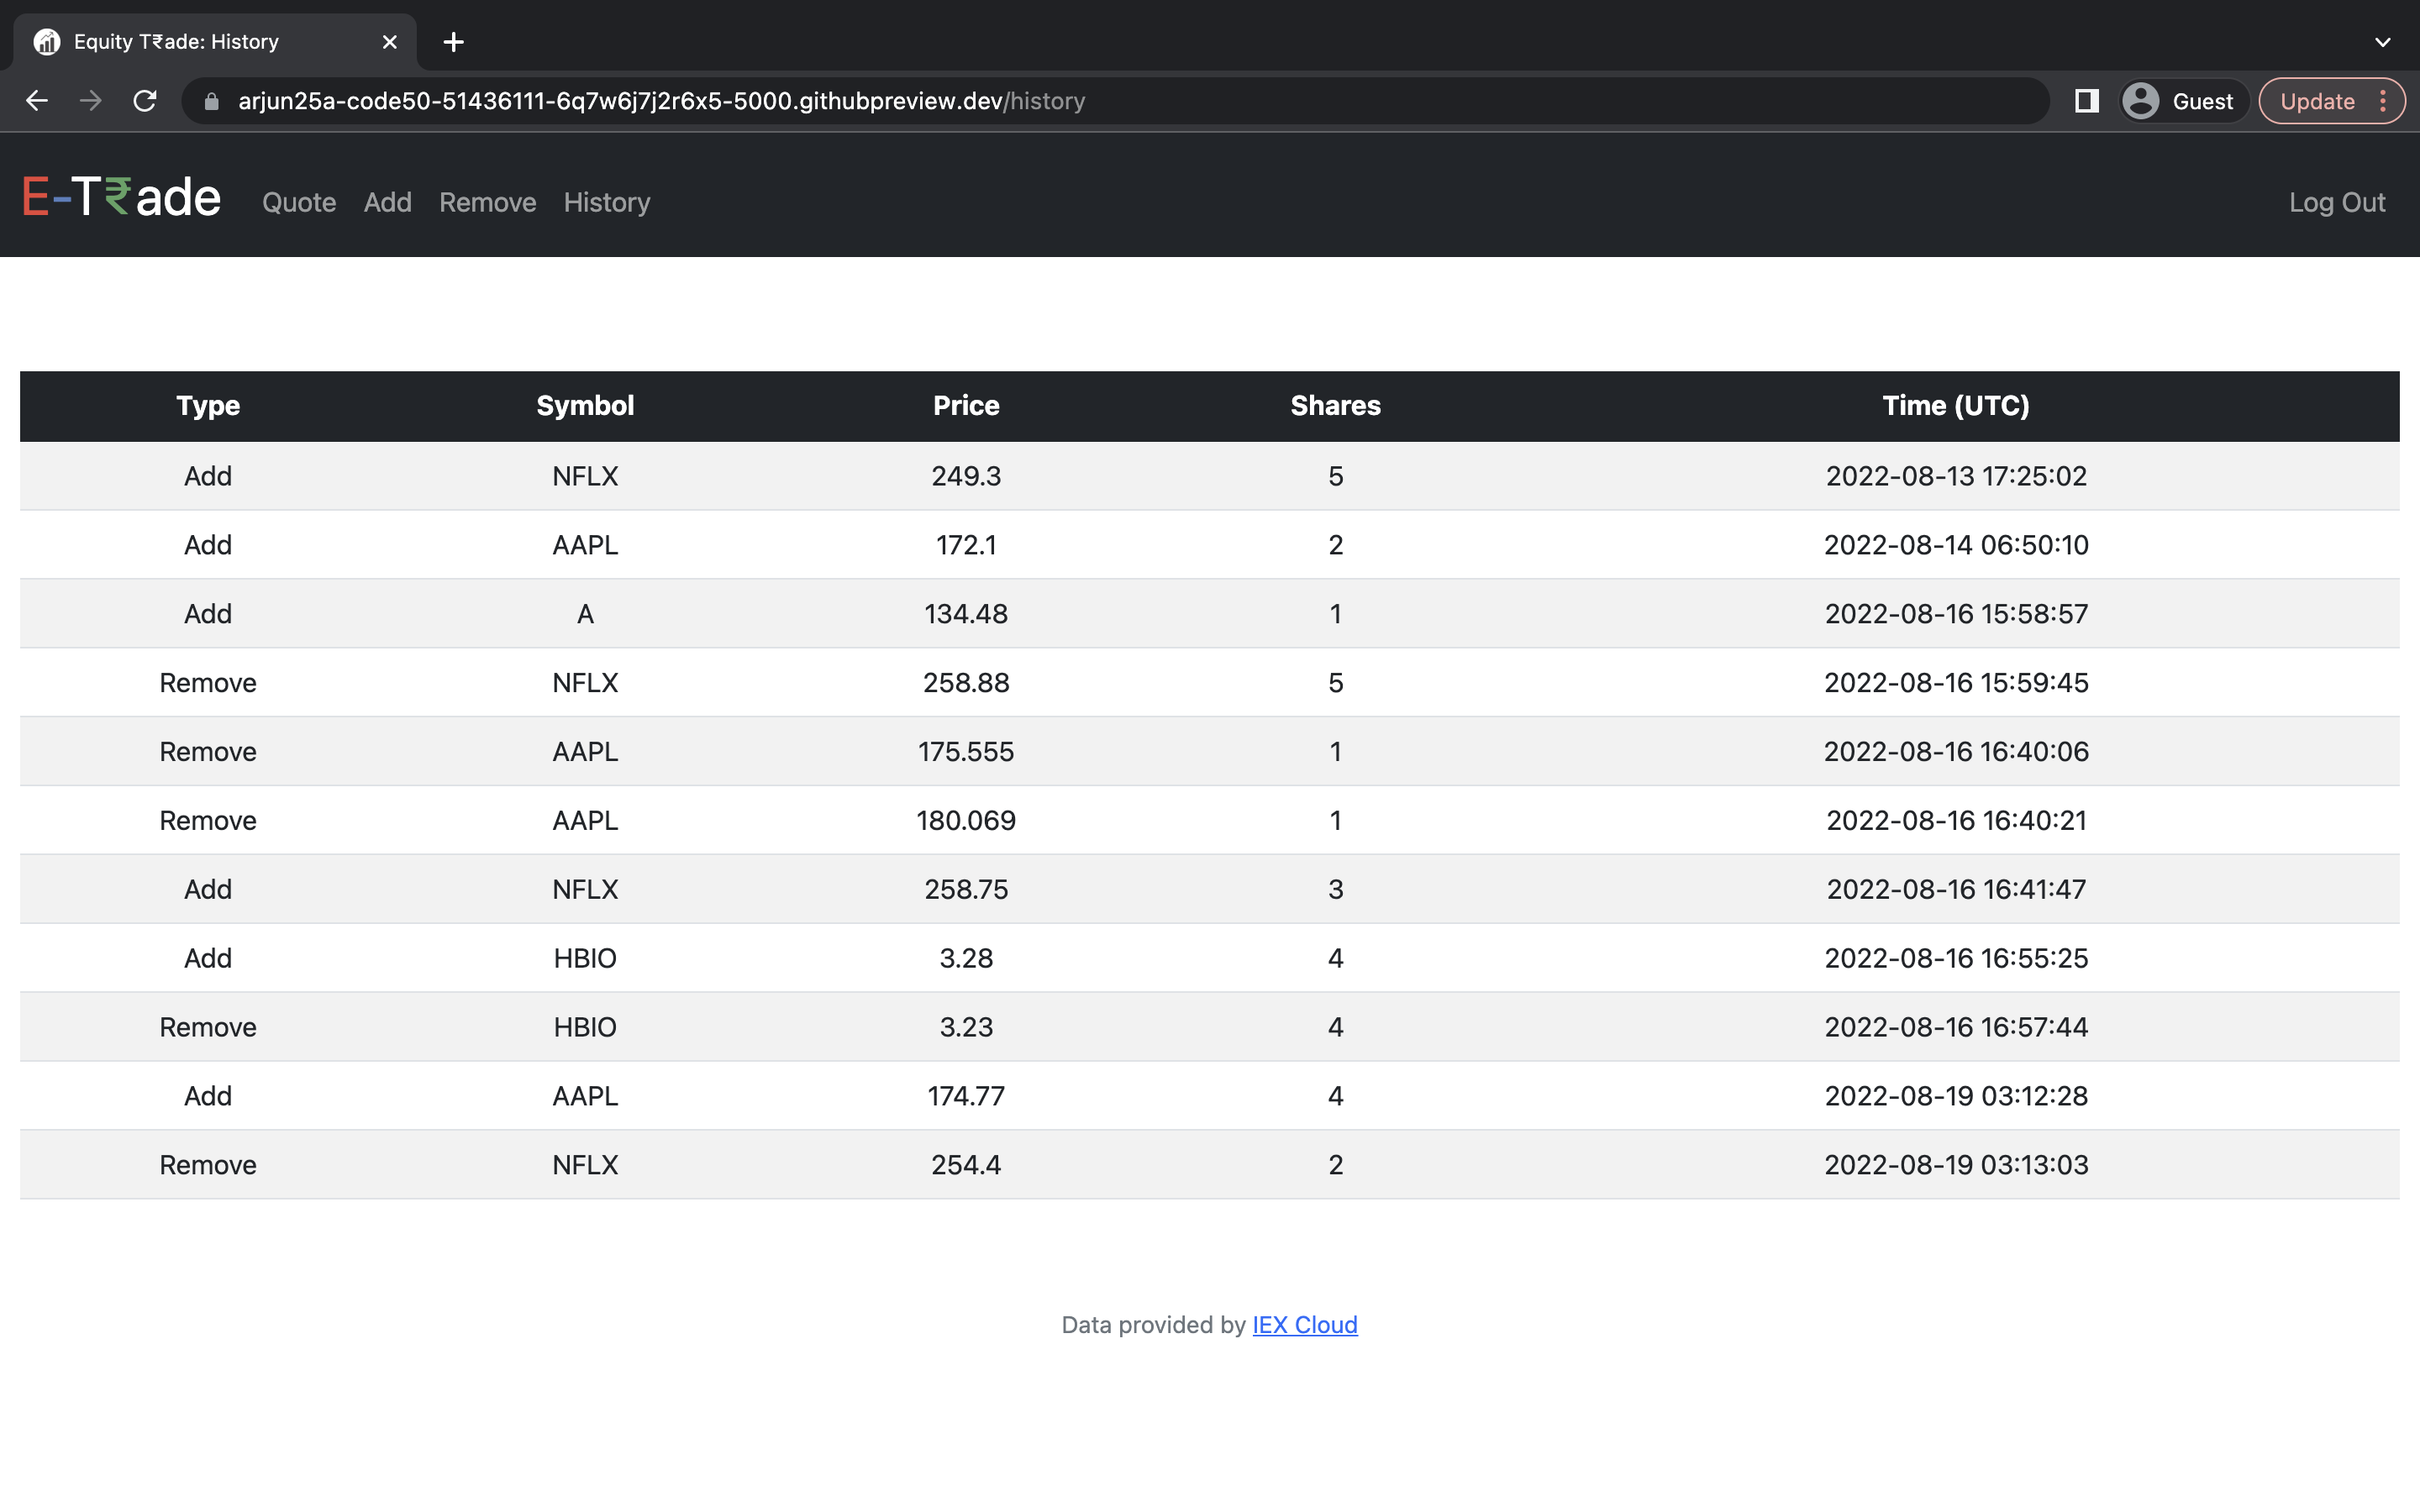 Equity T₹ade: History
arjun25a-code50-51436111-6q7w6j7j2r6x5-5000.githubpreview.dev/history
Guest
Update
E-T₹ade Quote Add Remove History Log Out
Type Symbol Price Shares Time (UTC)
Add NFLX 249.3 5 2022-08-13 17:25:02
Add AAPL 172.1 2 2022-08-14 06:50:10
Add A 134.48 1 2022-08-16 15:58:57
Remove NFLX 258.88 5 2022-08-16 15:59:45
Remove AAPL 175.555 1 2022-08-16 16:40:06
Remove AAPL 180.069 1 2022-08-16 16:40:21
Add NFLX 258.75 3 2022-08-16 16:41:47
Add HBIO 3.28 4 2022-08-16 16:55:25
Remove HBIO 3.23 4 2022-08-16 16:57:44
Add AAPL 174.77 4 2022-08-19 03:12:28
Remove NFLX 254.4 2 2022-08-19 03:13:03
Data provided by IEX Cloud